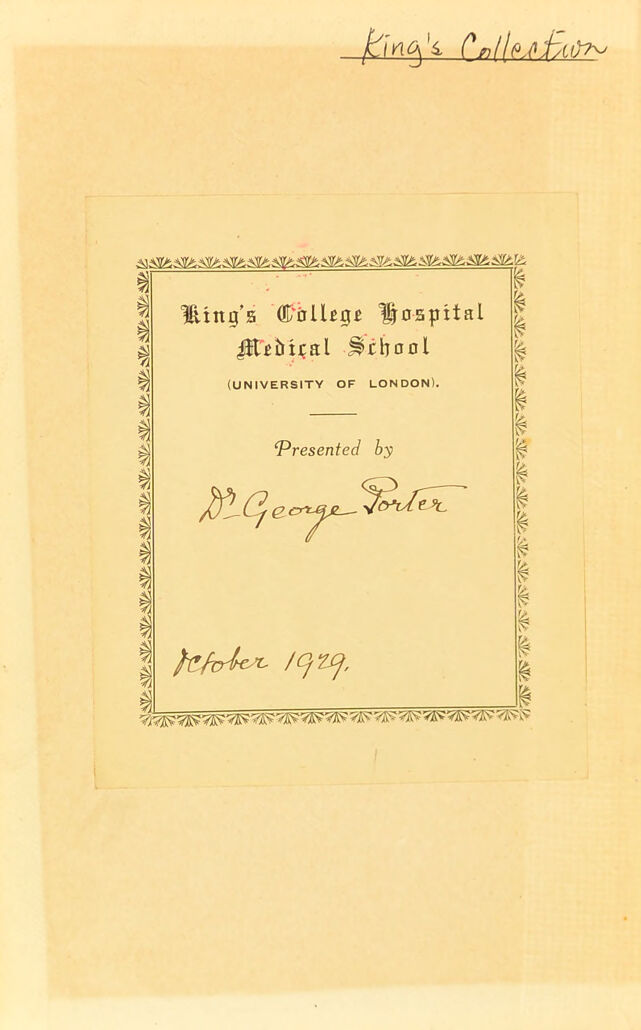 King's Collection
King's College Hospital
Medical School
(UNIVERSITY OF LONDON).
Presented by
Dr George Porter
October 1929.